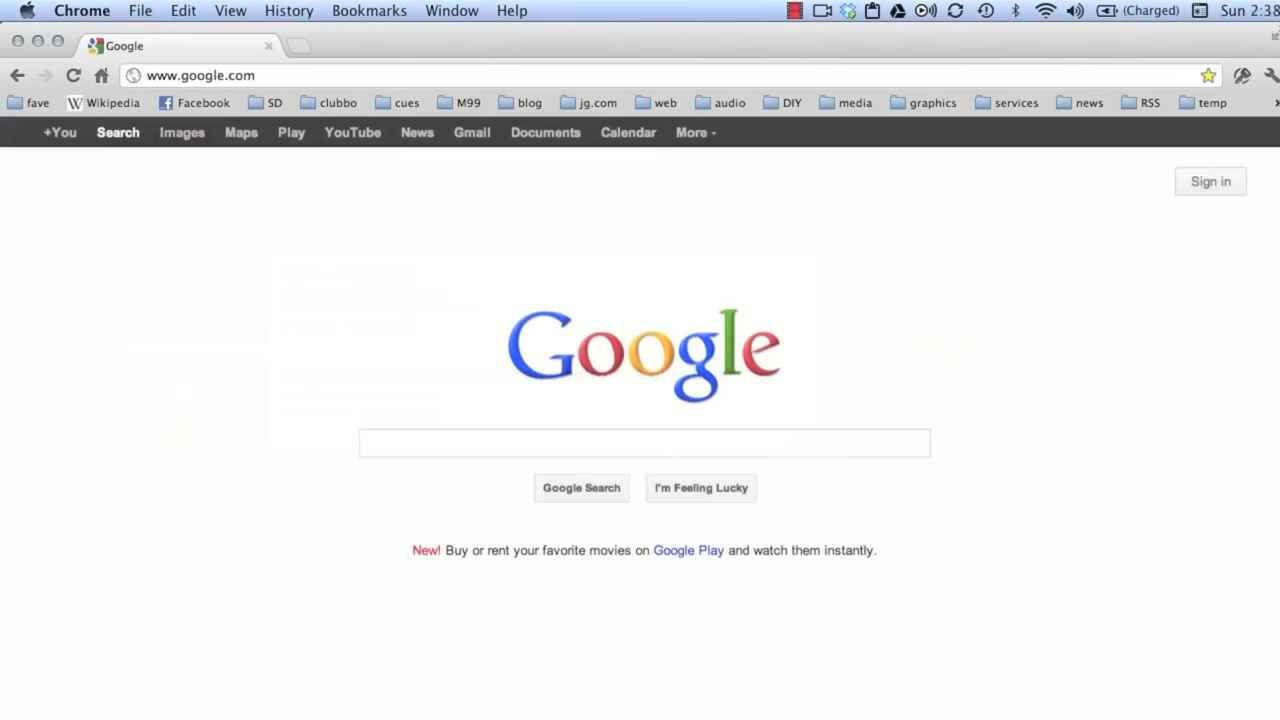 Chrome File Edit View History Bookmarks Window Help (Charged) Sun 2:38
Google
www.google.com
fave Wikipedia Facebook SD clubbo cues M99 blog jg.com web audio DIY media graphics services news RSS temp
+You Search Images Maps Play YouTube News Gmail Documents Calendar More
Sign in
Google
Google Search I'm Feeling Lucky
New! Buy or rent your favorite movies on Google Play and watch them instantly.